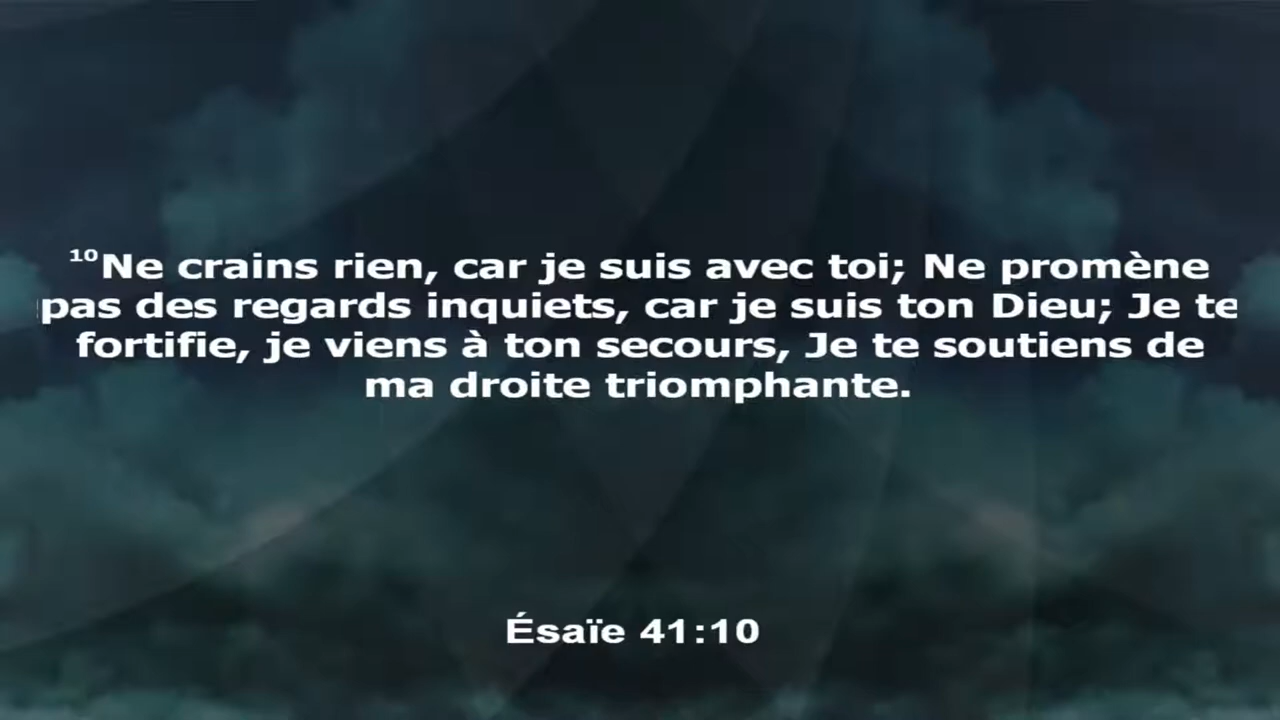 ¹⁰Ne crains rien, car je suis avec toi; Ne promène
pas des regards inquiets, car je suis ton Dieu; Je te
fortifie, je viens à ton secours, Je te soutiens de
ma droite triomphante.
Ésaïe 41:10